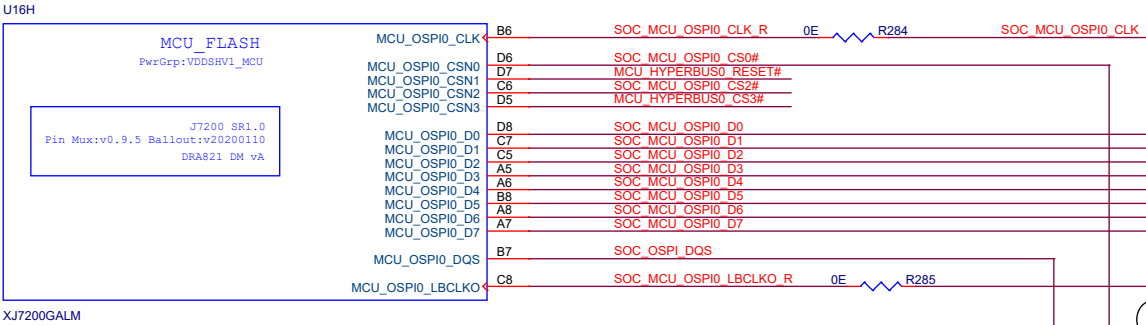 U16H
MCU_FLASH
PwrGrp:VDDSHV1_MCU
J7200 SR1.0
Pin Mux:v0.9.5 Ballout:v20200110
DRA821 DM vA
MCU_OSPI0_CLK B6 SOC_MCU_OSPI0_CLK_R 0E R284 SOC_MCU_OSPI0_CLK
MCU_OSPI0_CSN0 D6 SOC_MCU_OSPI0_CS0#
MCU_OSPI0_CSN1 D7 MCU_HYPERBUS0_RESET#
MCU_OSPI0_CSN2 C6 SOC_MCU_OSPI0_CS2#
MCU_OSPI0_CSN3 D5 MCU_HYPERBUS0_CS3#
MCU_OSPI0_D0 D8 SOC_MCU_OSPI0_D0
MCU_OSPI0_D1 C7 SOC_MCU_OSPI0_D1
MCU_OSPI0_D2 C5 SOC_MCU_OSPI0_D2
MCU_OSPI0_D3 A5 SOC_MCU_OSPI0_D3
MCU_OSPI0_D4 A6 SOC_MCU_OSPI0_D4
MCU_OSPI0_D5 B8 SOC_MCU_OSPI0_D5
MCU_OSPI0_D6 A8 SOC_MCU_OSPI0_D6
MCU_OSPI0_D7 A7 SOC_MCU_OSPI0_D7
MCU_OSPI0_DQS B7 SOC_OSPI_DQS
MCU_OSPI0_LBCLKO C8 SOC_MCU_OSPI0_LBCLKO_R 0E R285
XJ7200GALM